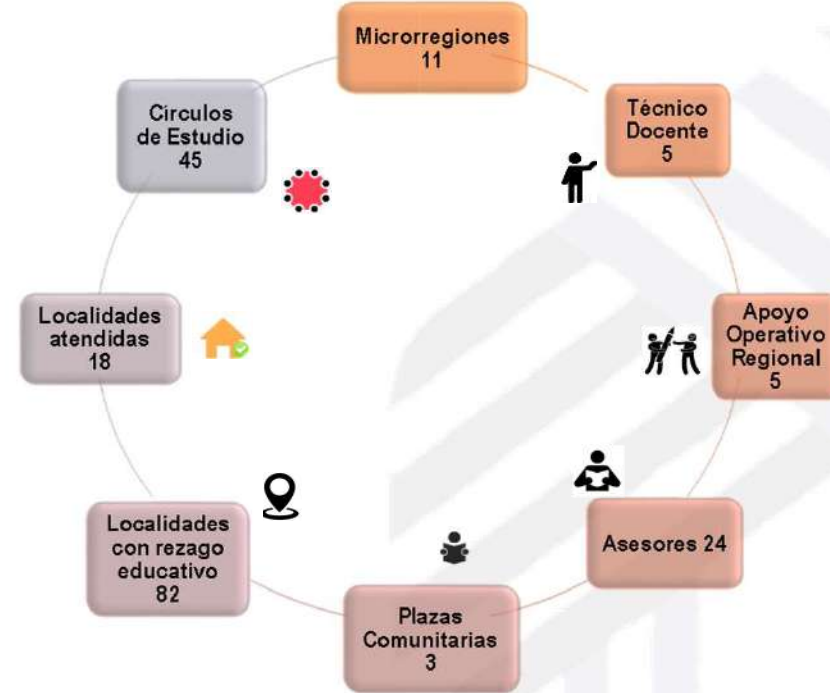 Microrregiones
11
Técnico
Docente
5
Apoyo
Operativo
Regional
5
Asesores 24
Plazas
Comunitarias
3
Localidades
con rezago
educativo
82
Localidades
atendidas
18
Círculos
de Estudio
45